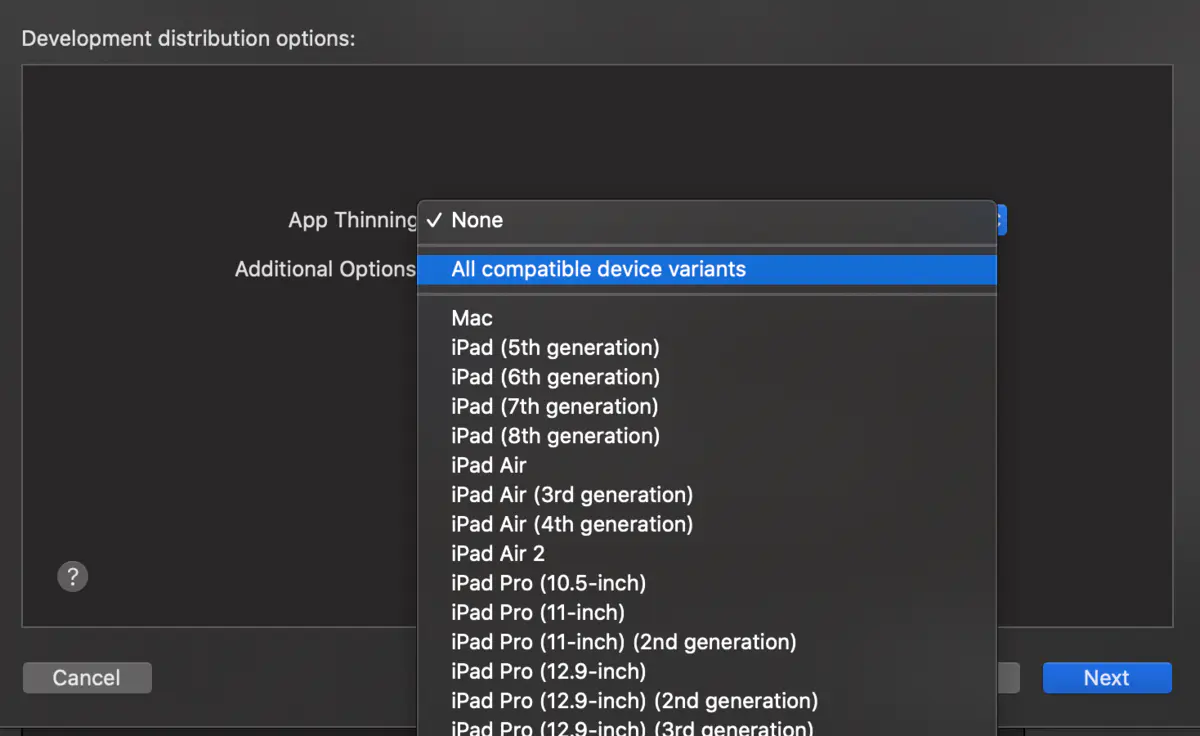 Development distribution options:
App Thinning
✓ None
Additional Options
All compatible device variants
Mac
iPad (5th generation)
iPad (6th generation)
iPad (7th generation)
iPad (8th generation)
iPad Air
iPad Air (3rd generation)
iPad Air (4th generation)
iPad Air 2
iPad Pro (10.5-inch)
iPad Pro (11-inch)
iPad Pro (11-inch) (2nd generation)
iPad Pro (12.9-inch)
iPad Pro (12.9-inch) (2nd generation)
iPad Pro (12.9-inch) (3rd generation)
?
Cancel
Next